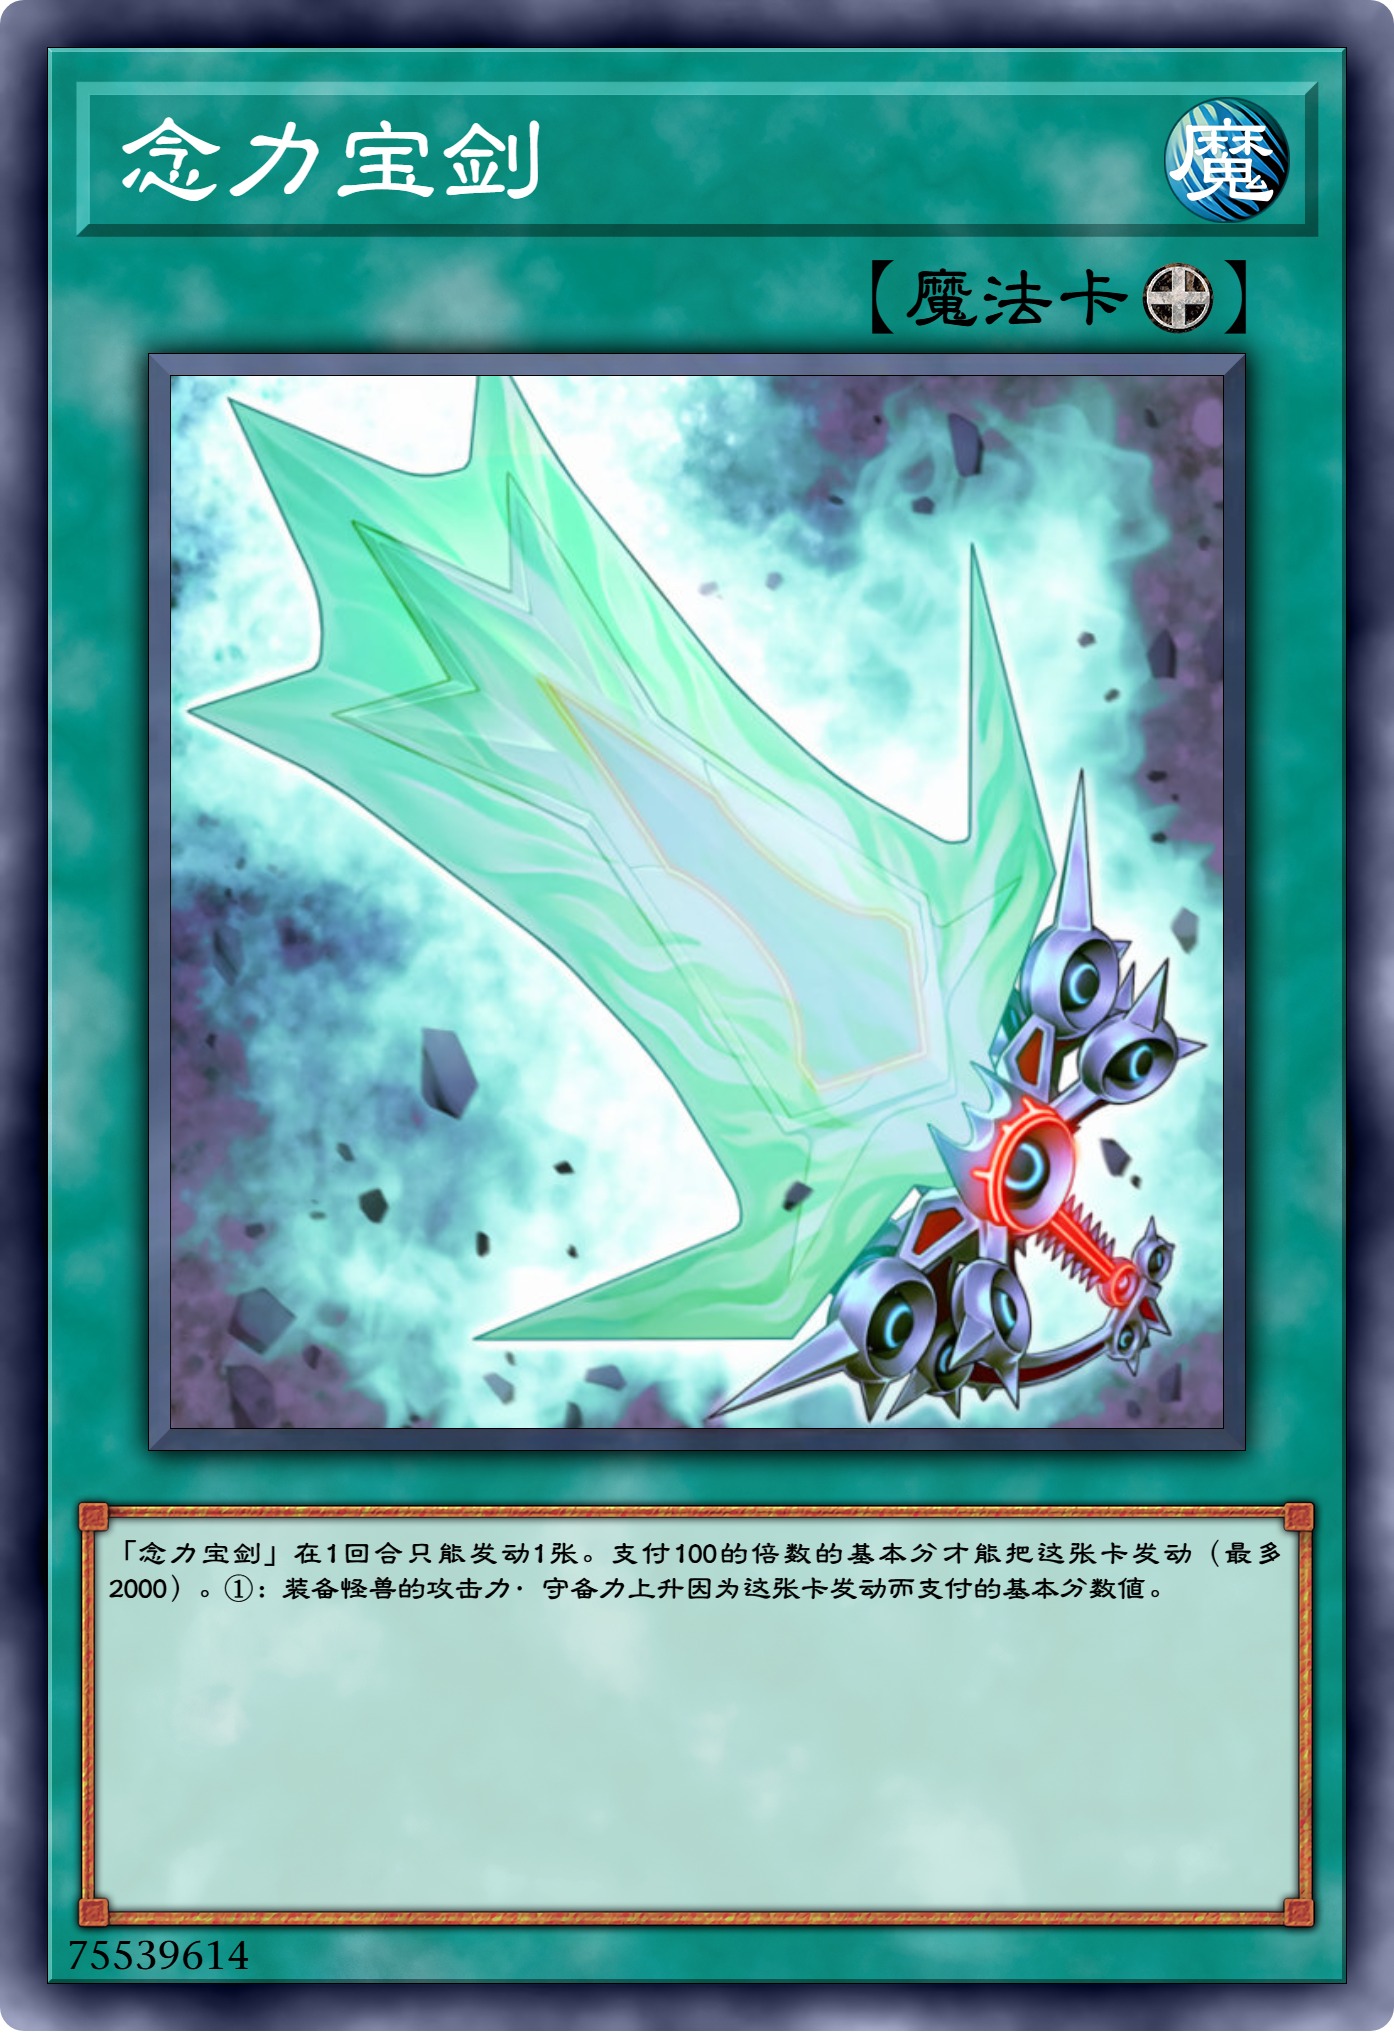 念力宝剑
魔
【魔法卡】
「念力宝剑」在1回合只能发动1张。支付100的倍数的基本分才能把这张卡发动（最多
2000）。①：装备怪兽的攻击力·守备力上升因为这张卡发动而支付的基本分数值。
75539614